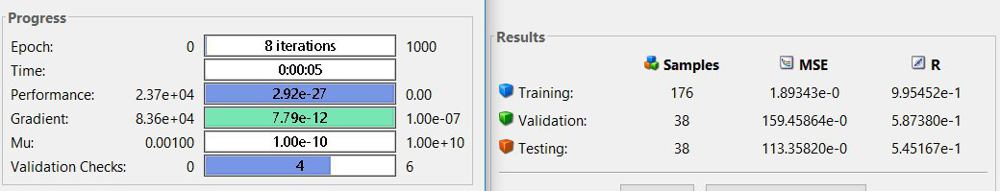 Progress
Epoch: 0 8 iterations 1000
Time: 0:00:05
Performance: 2.37e+04 2.92e-27 0.00
Gradient: 8.36e+04 7.79e-12 1.00e-07
Mu: 0.00100 1.00e-10 1.00e+10
Validation Checks: 0 4 6
Results
Samples MSE R
Training: 176 1.89343e-0 9.95452e-1
Validation: 38 159.45864e-0 5.87380e-1
Testing: 38 113.35820e-0 5.45167e-1